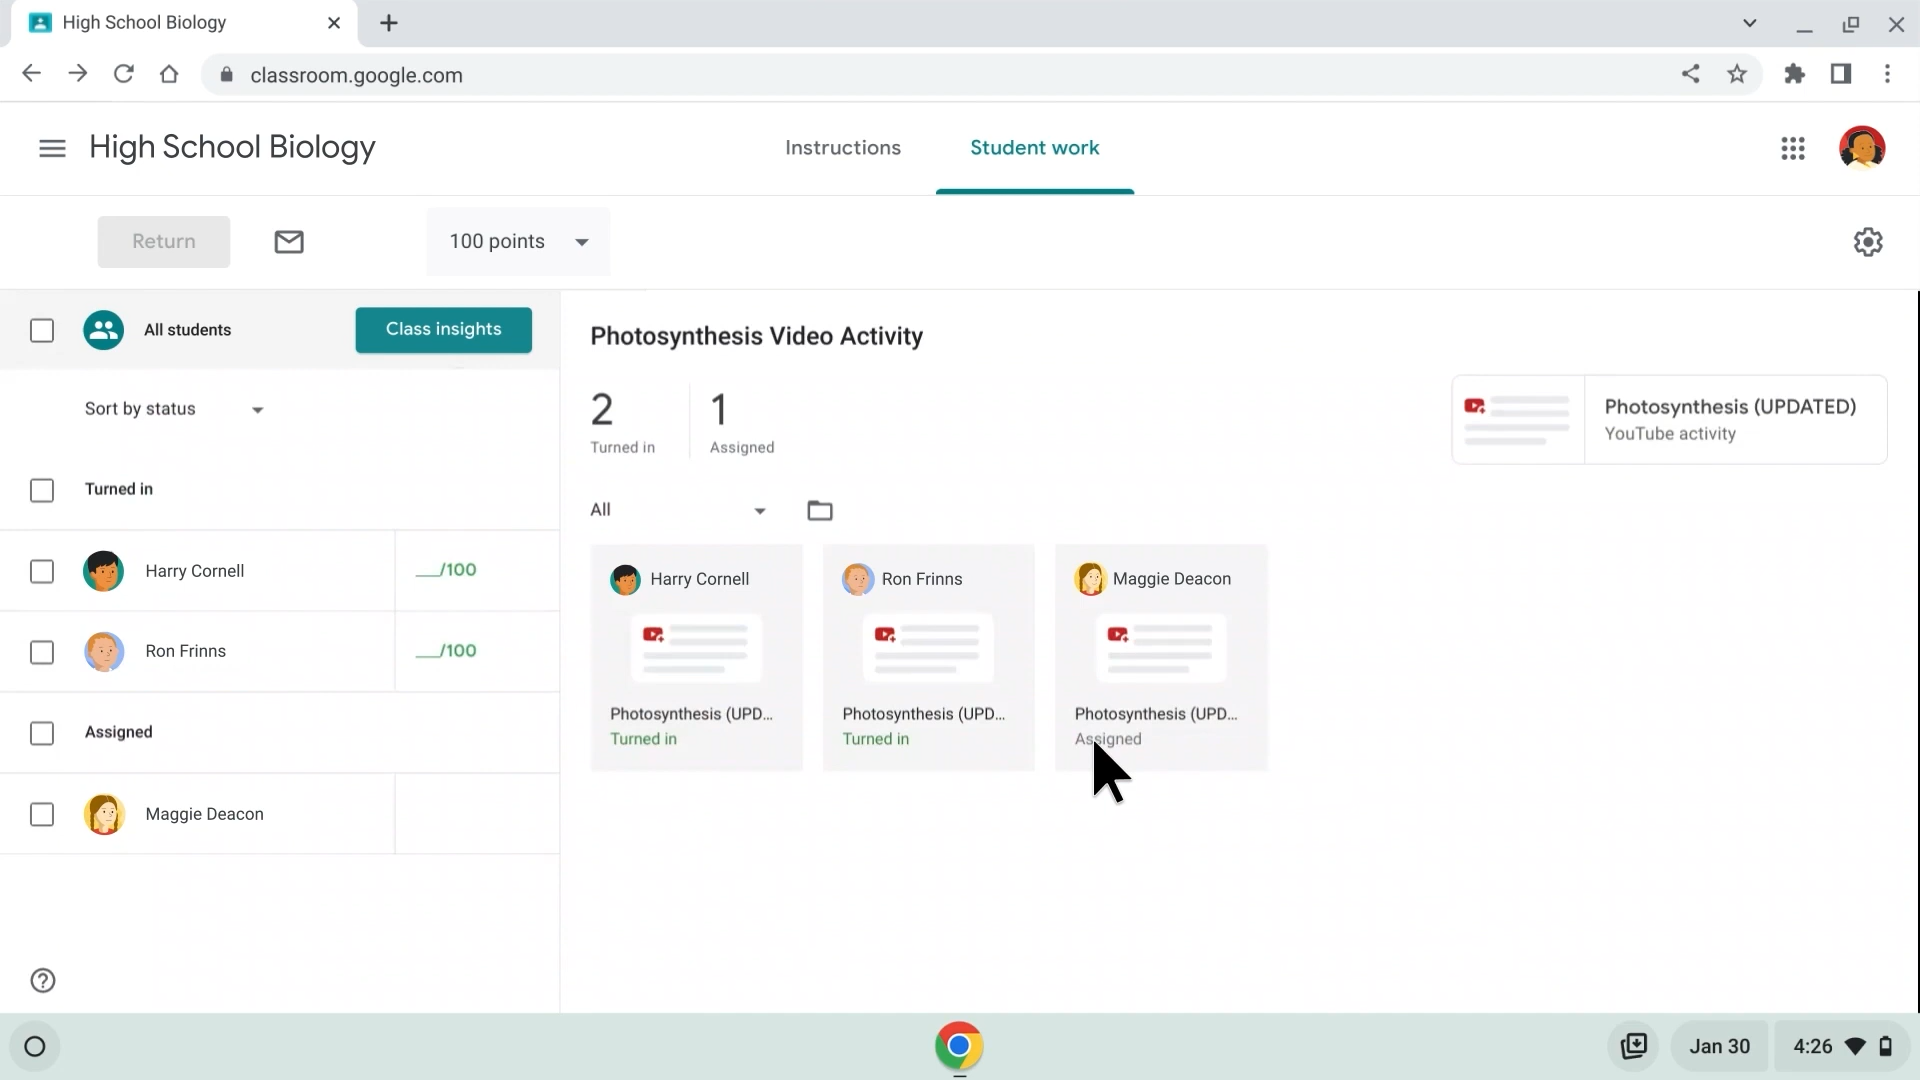 High School Biology
classroom.google.com
High School Biology
Instructions
Student work
Return
100 points
All students
Class insights
Sort by status
Turned in
Harry Cornell
__/100
Ron Frinns
__/100
Assigned
Maggie Deacon
Photosynthesis Video Activity
2
Turned in
1
Assigned
Photosynthesis (UPDATED)
YouTube activity
All
Harry Cornell
Photosynthesis (UPD...
Turned in
Ron Frinns
Photosynthesis (UPD...
Turned in
Maggie Deacon
Photosynthesis (UPD...
Assigned
Jan 30
4:26